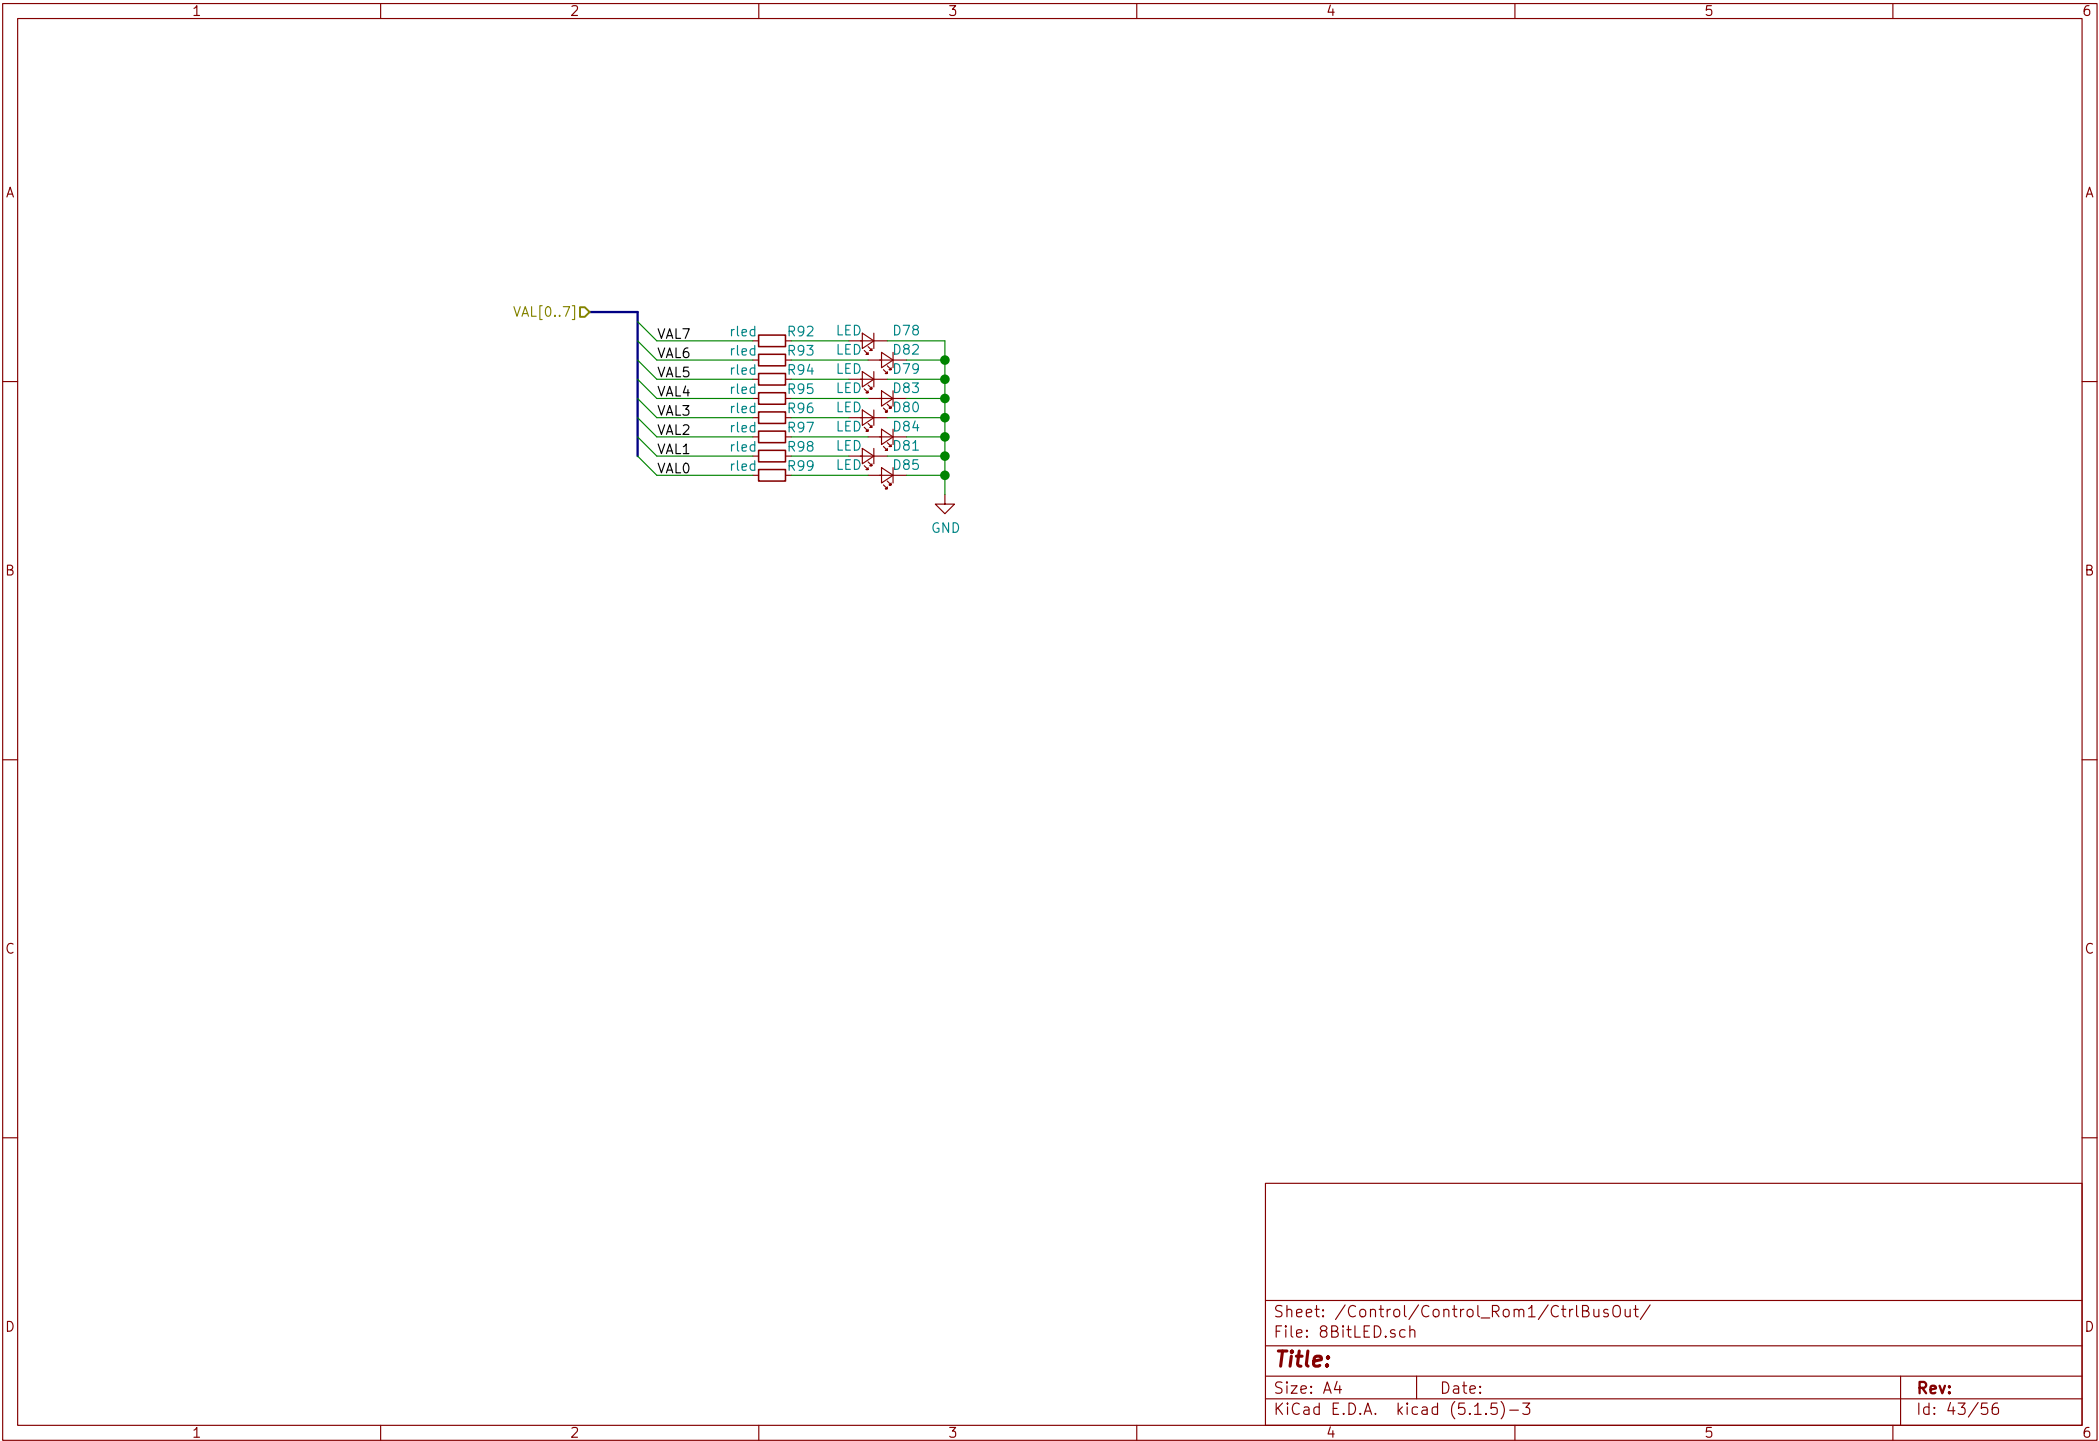 1 2 3 4 5 6
A A
VAL[0..7]
VAL7 rled R92 LED D78
VAL6 rled R93 LED D82
VAL5 rled R94 LED D79
VAL4 rled R95 LED D83
VAL3 rled R96 LED D80
VAL2 rled R97 LED D84
VAL1 rled R98 LED D81
VAL0 rled R99 LED D85
GND
B B
C C
Sheet: /Control/Control_Rom1/CtrlBusOut/
File: 8BitLED.sch
D D
Title:
Size: A4 Date: Rev:
KiCad E.D.A. kicad (5.1.5)-3 Id: 43/56
1 2 3 4 5 6